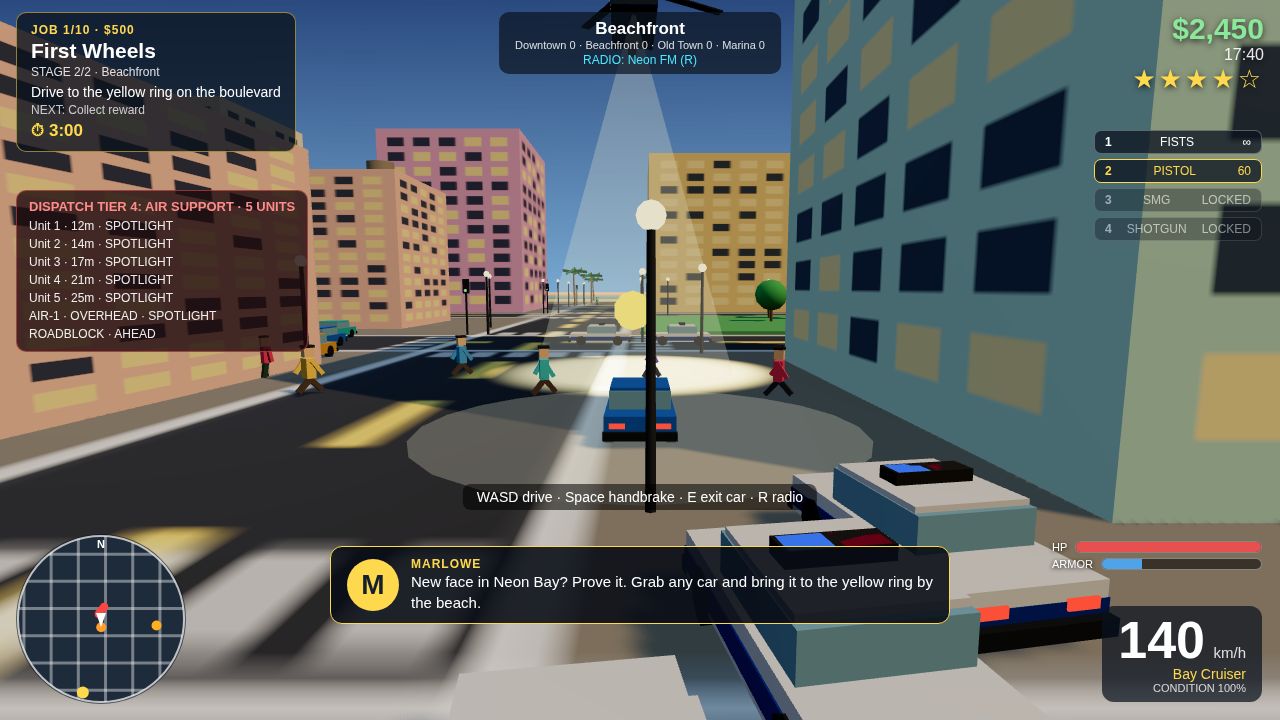 JOB 1/10 · $500
First Wheels
STAGE 2/2 · Beachfront
Drive to the yellow ring on the boulevard
NEXT: Collect reward
⏱ 3:00
Beachfront
Downtown 0 · Beachfront 0 · Old Town 0 · Marina 0
RADIO: Neon FM (R)
$2,450
17:40
★★★★☆
1 FISTS ∞
2 PISTOL 60
3 SMG LOCKED
4 SHOTGUN LOCKED
DISPATCH TIER 4: AIR SUPPORT · 5 UNITS
Unit 1 · 12m · SPOTLIGHT
Unit 2 · 14m · SPOTLIGHT
Unit 3 · 17m · SPOTLIGHT
Unit 4 · 21m · SPOTLIGHT
Unit 5 · 25m · SPOTLIGHT
AIR-1 · OVERHEAD · SPOTLIGHT
ROADBLOCK · AHEAD
WASD drive · Space handbrake · E exit car · R radio
N
M
MARLOWE
New face in Neon Bay? Prove it. Grab any car and bring it to the yellow ring by
the beach.
HP
ARMOR
140 km/h
Bay Cruiser
CONDITION 100%